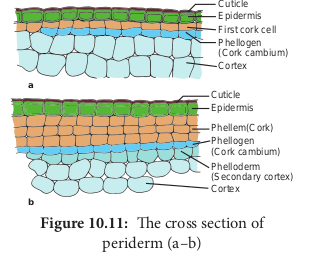 Cuticle
Epidermis
First cork cell
Phellogen
(Cork cambium)
Cortex
a
Cuticle
Epidermis
Phellem(Cork)
Phellogen
(Cork cambium)
Phelloderm
(Secondary cortex)
Cortex
b
Figure 10.11: The cross section of
periderm (a–b)